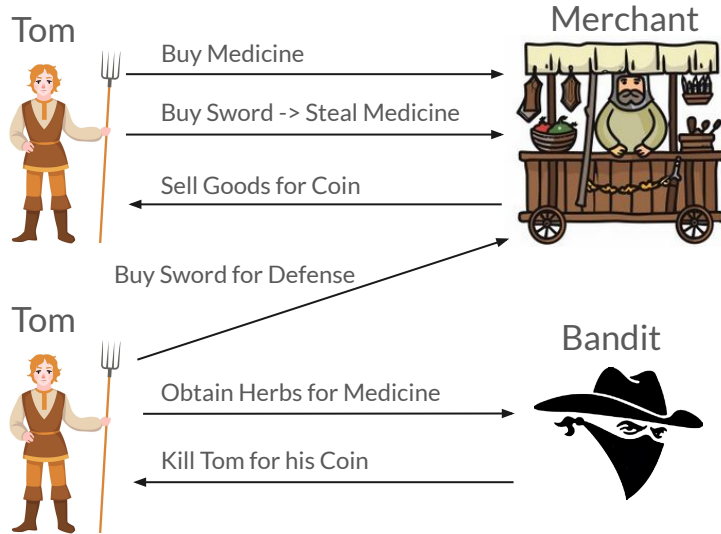 Tom
Merchant
Buy Medicine
Buy Sword -> Steal Medicine
Sell Goods for Coin
Buy Sword for Defense
Tom
Bandit
Obtain Herbs for Medicine
Kill Tom for his Coin